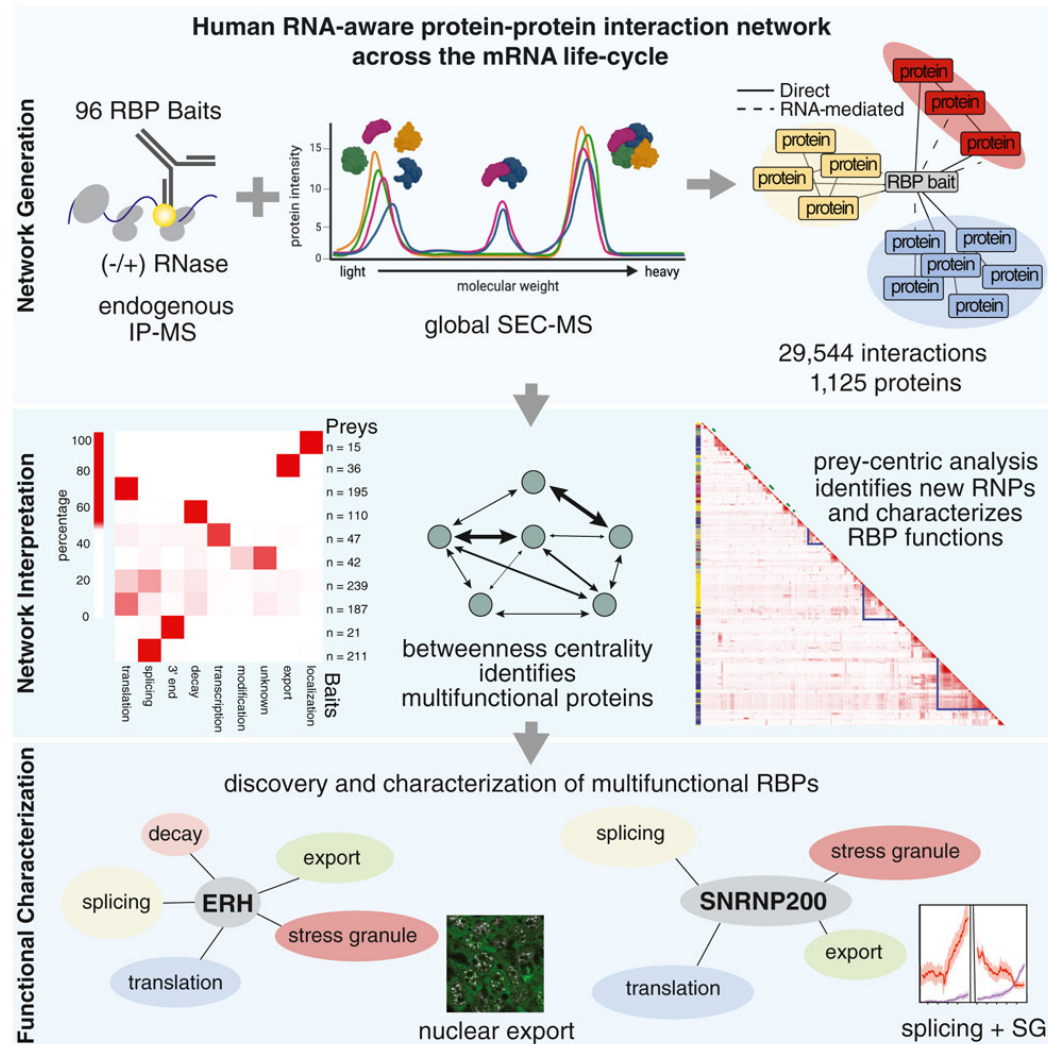 Human RNA-aware protein-protein interaction network
across the mRNA life-cycle
Network Generation
96 RBP Baits
(-/+) RNase
endogenous
IP-MS
protein intensity
15
10
5
0
light
heavy
molecular weight
global SEC-MS
Direct
RNA-mediated
protein
protein
protein
protein
protein
protein
protein
RBP bait
protein
protein
protein
protein
protein
protein
29,544 interactions
1,125 proteins
Network Interpretation
percentage
100
80
60
40
20
0
Preys
n = 15
n = 36
n = 195
n = 110
n = 47
n = 42
n = 239
n = 187
n = 21
n = 211
translation
splicing
3' end
decay
transcription
modification
unknown
export
localization
Baits
betweenness centrality
identifies
multifunctional proteins
prey-centric analysis
identifies new RNPs
and characterizes
RBP functions
Functional Characterization
discovery and characterization of multifunctional RBPs
decay
export
splicing
ERH
stress granule
translation
nuclear export
splicing
stress granule
SNRNP200
export
translation
splicing + SG